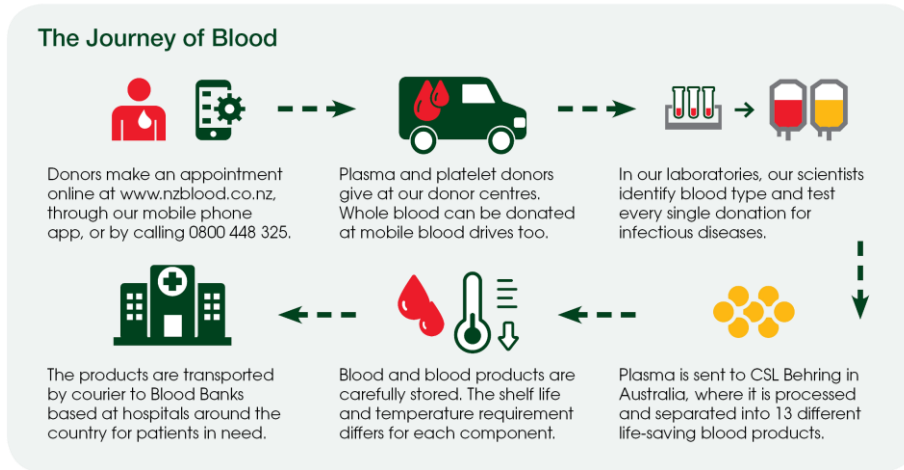 The Journey of Blood
Donors make an appointment
online at www.nzblood.co.nz,
through our mobile phone
app, or by calling 0800 448 325.
Plasma and platelet donors
give at our donor centres.
Whole blood can be donated
at mobile blood drives too.
In our laboratories, our scientists
identify blood type and test
every single donation for
infectious diseases.
Plasma is sent to CSL Behring in
Australia, where it is processed
and separated into 13 different
life-saving blood products.
Blood and blood products are
carefully stored. The shelf life
and temperature requirement
differs for each component.
The products are transported
by courier to Blood Banks
based at hospitals around the
country for patients in need.